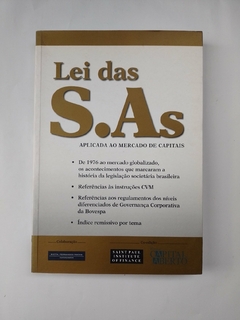 Lei das
S.As
APLICADA AO MERCADO DE CAPITAIS
• De 1976 ao mercado globalizado,
os acontecimentos que marcaram a
história da legislação societária brasileira
• Referências às instruções CVM
• Referências aos regulamentos dos níveis
diferenciados de Governança Corporativa
da Bovespa
• Índice remissivo por tema
SAINT PAUL
INSTITUTE
OF FINANCE